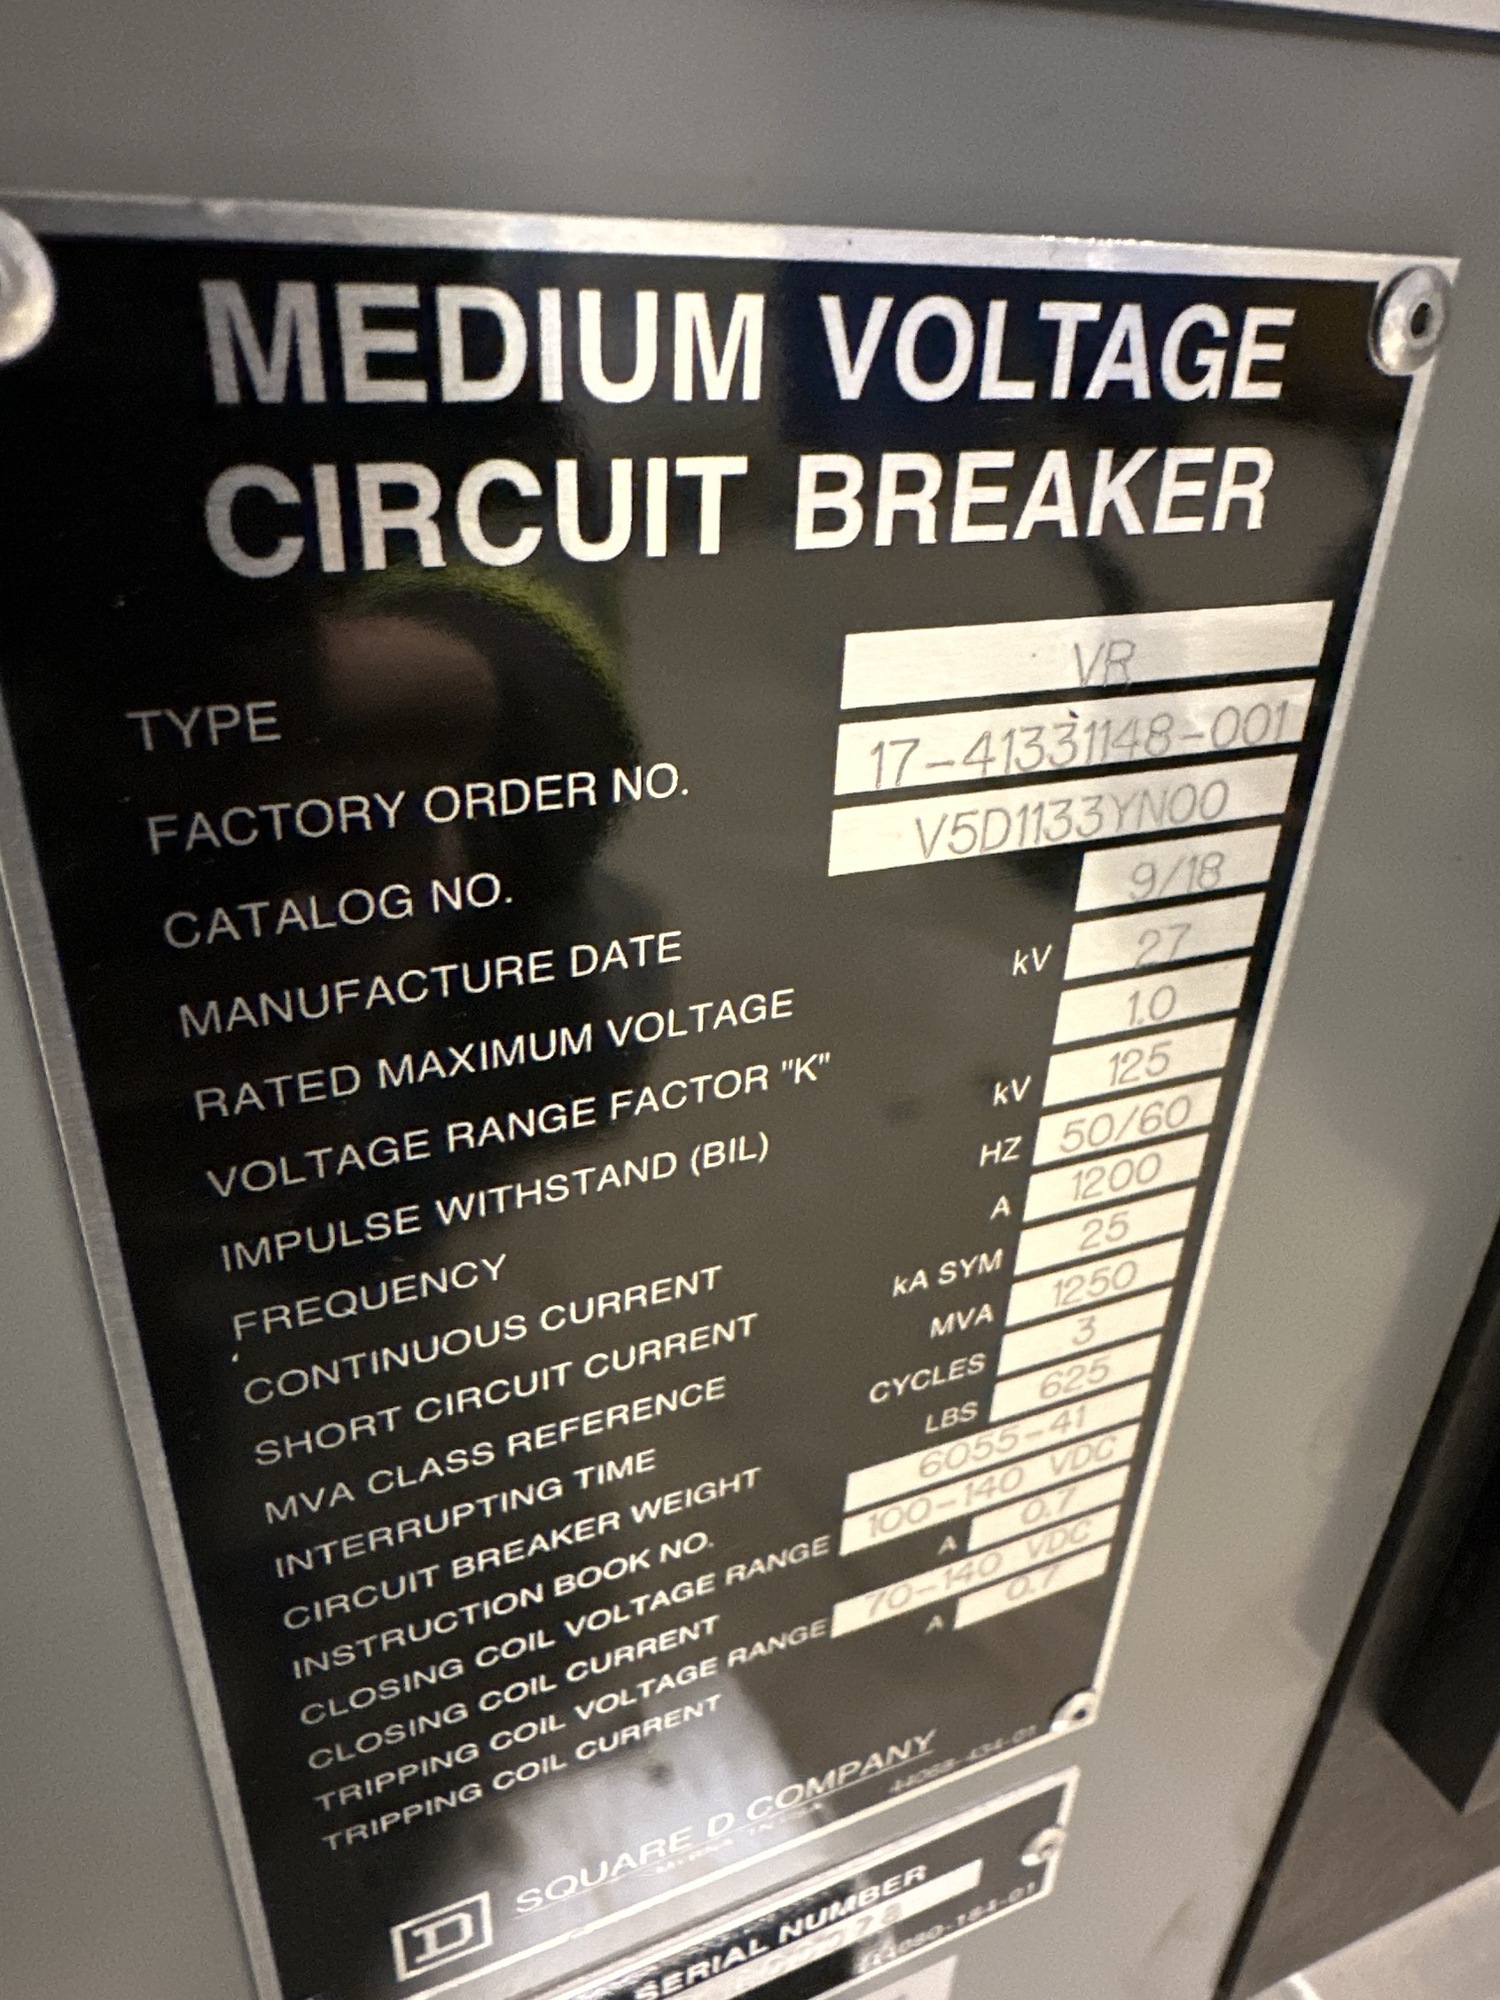 MEDIUM VOLTAGE
CIRCUIT BREAKER
TYPE VR
FACTORY ORDER NO. 17-41331148-001
CATALOG NO. V5D1133YN00
MANUFACTURE DATE 9/18
RATED MAXIMUM VOLTAGE kV 27
VOLTAGE RANGE FACTOR "K" 1.0
IMPULSE WITHSTAND (BIL) kV 125
FREQUENCY HZ 50/60
CONTINUOUS CURRENT A 1200
SHORT CIRCUIT CURRENT kA SYM 25
MVA CLASS REFERENCE MVA 1250
INTERRUPTING TIME CYCLES 3
CIRCUIT BREAKER WEIGHT LBS 625
INSTRUCTION BOOK NO. 6055-41
CLOSING COIL VOLTAGE RANGE 100-140 VDC
CLOSING COIL CURRENT A 0.7
TRIPPING COIL VOLTAGE RANGE 70-140 VDC
TRIPPING COIL CURRENT A 0.7
D SQUARE D COMPANY
SERIAL NUMBER